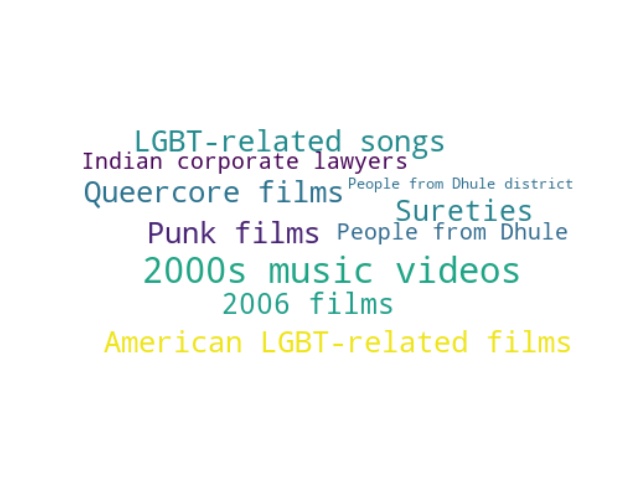 LGBT-related songs
Indian corporate lawyers
Queercore films
People from Dhule district
Sureties
Punk films
People from Dhule
2000s music videos
2006 films
American LGBT-related films